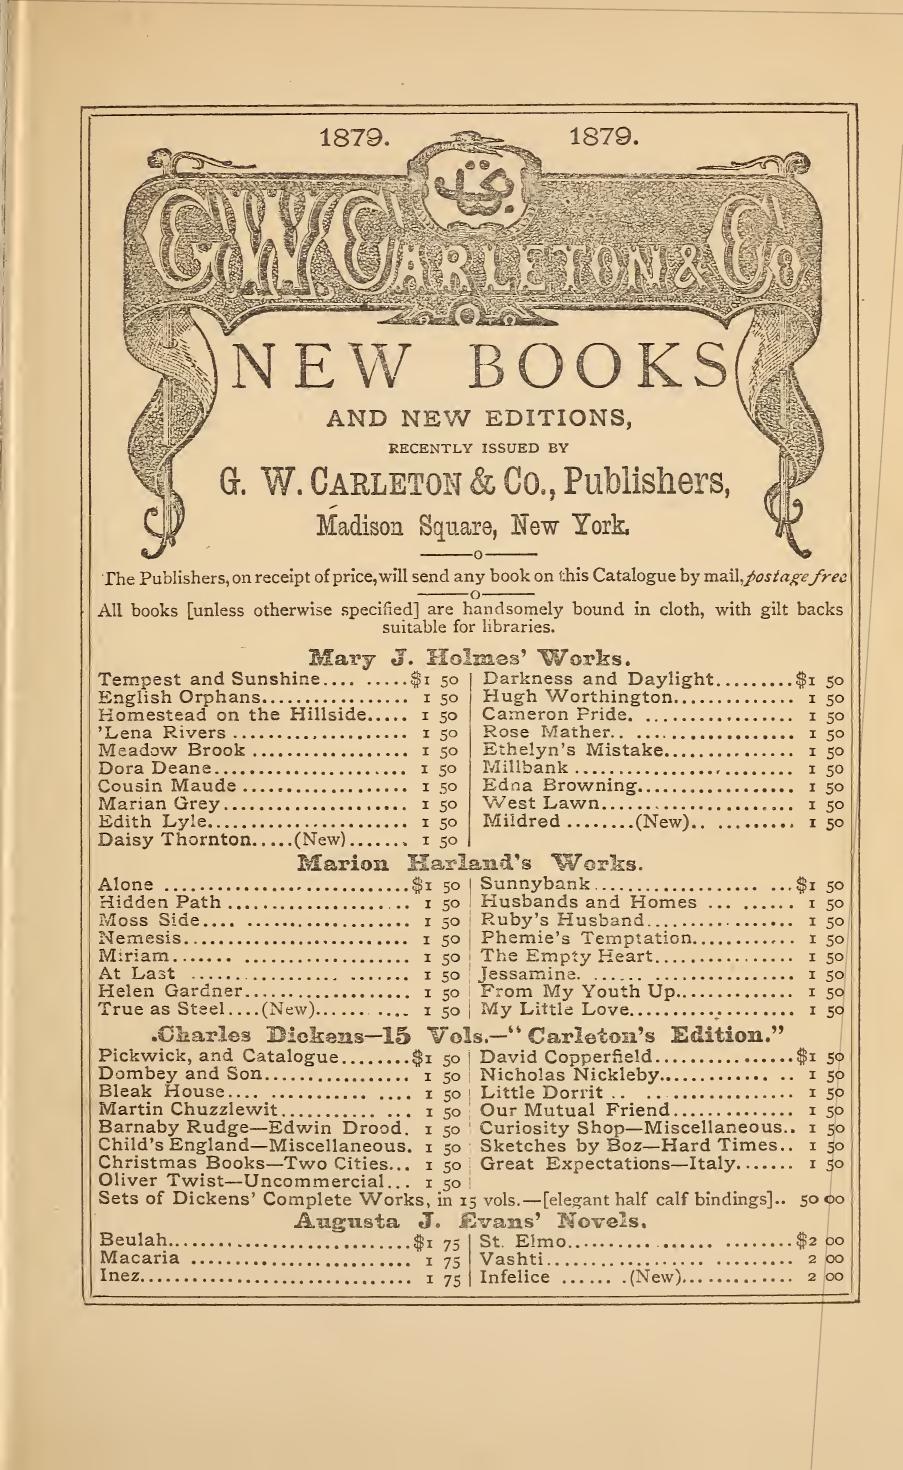 1879. 1879.
G.W. CARLETON & Co.
NEW BOOKS
AND NEW EDITIONS,
RECENTLY ISSUED BY
G. W. CARLETON & Co., Publishers,
Madison Square, New York.
The Publishers, on receipt of price, will send any book on this Catalogue by mail, postage free
All books [unless otherwise specified] are handsomely bound in cloth, with gilt backs
suitable for libraries.
Mary J. Holmes' Works.
Tempest and Sunshine.... .....$1 50 | Darkness and Daylight.........$1 50
English Orphans................. 1 50 | Hugh Worthington............... 1 50
Homestead on the Hillside..... 1 50 | Cameron Pride. ................ 1 50
'Lena Rivers .................... 1 50 | Rose Mather.. .................. 1 50
Meadow Brook .................. 1 50 | Ethelyn's Mistake............... 1 50
Dora Deane...................... 1 50 | Millbank ......................... 1 50
Cousin Maude ................... 1 50 | Edna Browning.................. 1 50
Marian Grey..................... 1 50 | West Lawn...................... 1 50
Edith Lyle....................... 1 50 | Mildred ........(New).. .......... 1 50
Daisy Thornton.....(New)....... 1 50 |
Marion Harland's Works.
Alone .............................$1 50 | Sunnybank...................... ...$1 50
Hidden Path ..................... 1 50 | Husbands and Homes ... ....... 1 50
Moss Side.... ................... 1 50 | Ruby's Husband................. 1 50
Nemesis.......................... 1 50 | Phemie's Temptation............ 1 50
Miriam....... ................... 1 50 | The Empty Heart................ 1 50
At Last ................ ....... 1 50 | Jessamine. ...................... 1 50
Helen Gardner................... 1 50 | From My Youth Up.............. 1 50
True as Steel....(New)....... .... 1 50 | My Little Love................... 1 50
Charles Dickens—15 Vols.—“Carleton's Edition.”
Pickwick, and Catalogue........$1 50 | David Copperfield................$1 50
Dombey and Son................. 1 50 | Nicholas Nickleby............. .. 1 50
Bleak House.... ........... .... 1 50 | Little Dorrit .. .. ............... 1 50
Martin Chuzzlewit.......... ... 1 50 | Our Mutual Friend.............. 1 50
Barnaby Rudge—Edwin Drood. 1 50 | Curiosity Shop—Miscellaneous.. 1 50
Child's England—Miscellaneous. 1 50 | Sketches by Boz—Hard Times.. 1 50
Christmas Books—Two Cities... 1 50 | Great Expectations—Italy....... 1 50
Oliver Twist—Uncommercial... 1 50 |
Sets of Dickens' Complete Works, in 15 vols.—[elegant half calf bindings].. 50 00
Augusta J. Evans' Novels.
Beulah.............................$1 75 | St. Elmo............ ...... ........$2 00
Macaria .......................... 1 75 | Vashti............................. 2 00
Inez............................... 1 75 | Infelice ...... .(New)............. 2 00